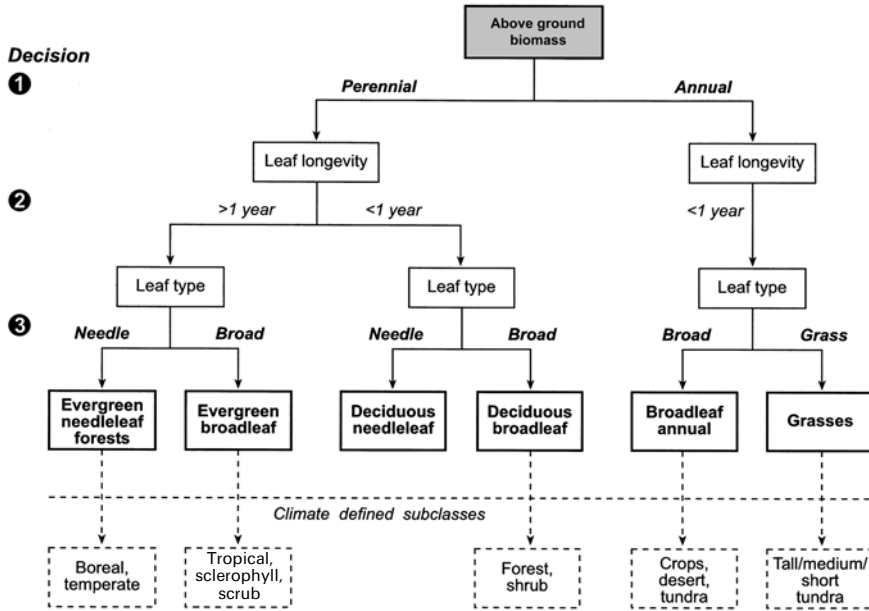 Above ground
biomass
Decision
1
Perennial
Annual
Leaf longevity
Leaf longevity
2
>1 year
<1 year
<1 year
Leaf type
Leaf type
Leaf type
3
Needle
Broad
Needle
Broad
Broad
Grass
Evergreen
needleleaf
forests
Evergreen
broadleaf
Deciduous
needleleaf
Deciduous
broadleaf
Broadleaf
annual
Grasses
Climate defined subclasses
Boreal,
temperate
Tropical,
sclerophyll,
scrub
Forest,
shrub
Crops,
desert,
tundra
Tall/medium/
short
tundra